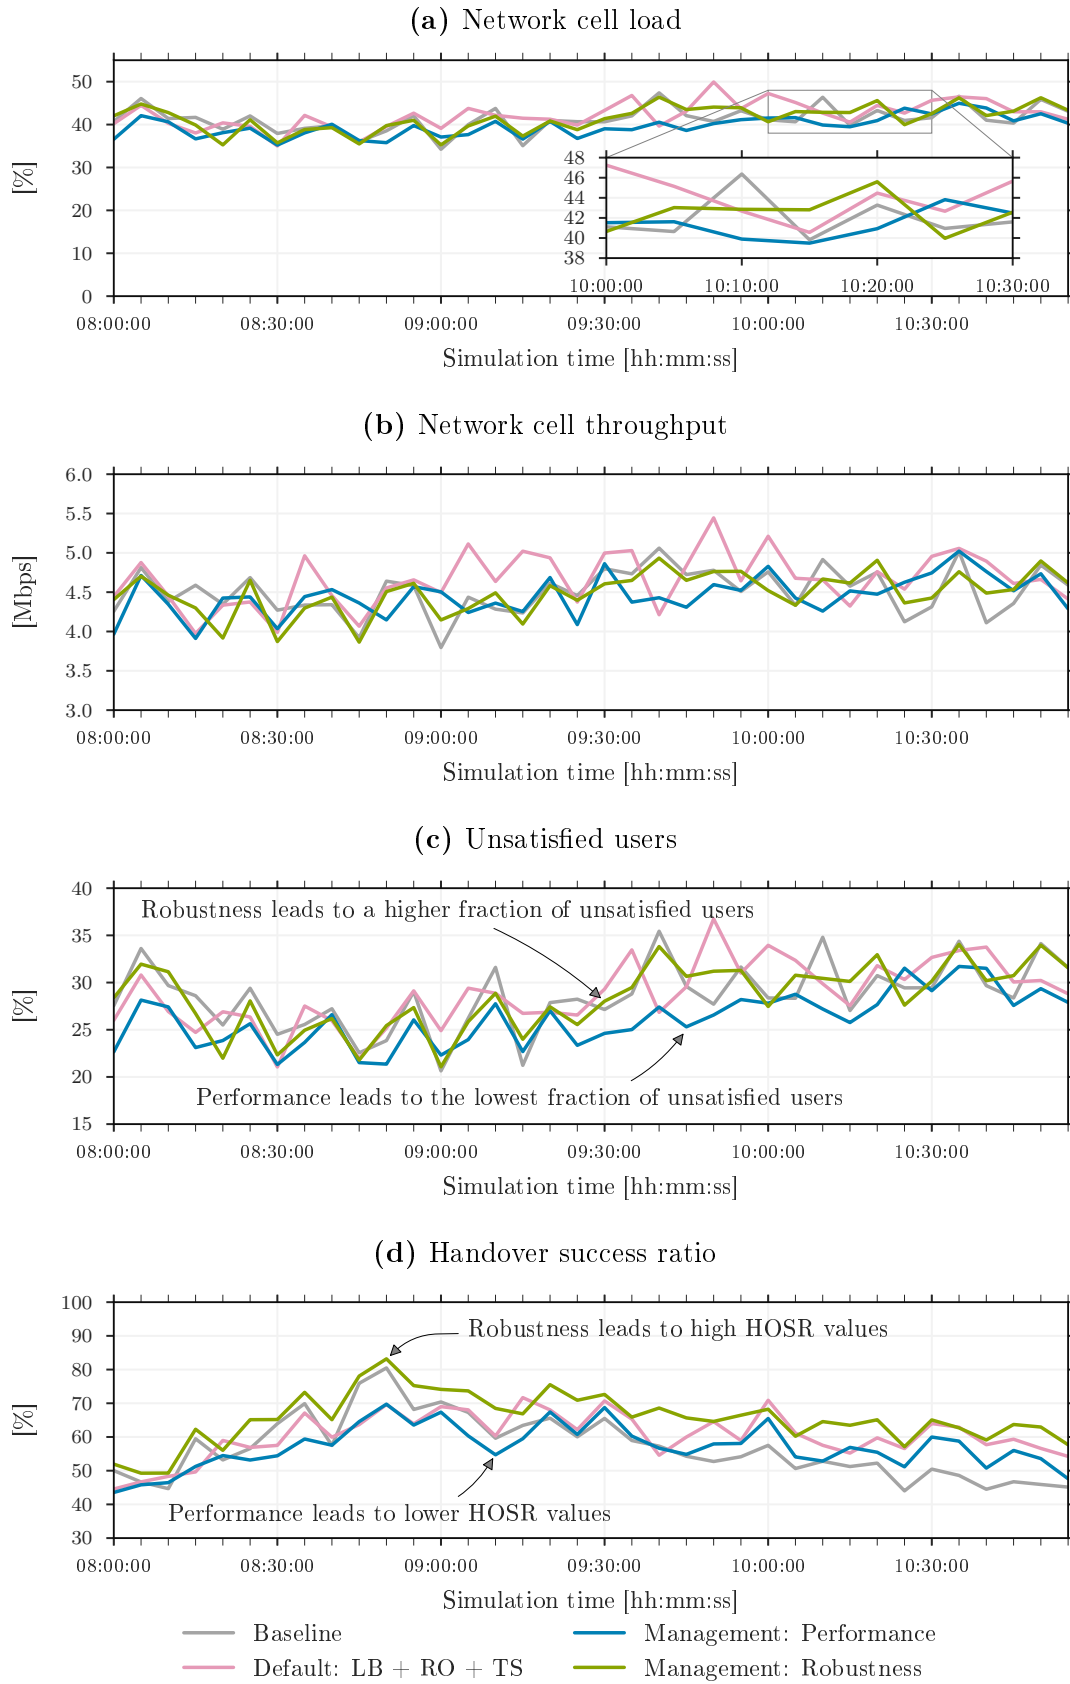 (a) Network cell load
50
40
30
20
10
0
[%]
48
46
44
42
40
38
10:00:00 10:10:00 10:20:00 10:30:00
08:00:00 08:30:00 09:00:00 09:30:00 10:00:00 10:30:00
Simulation time [hh:mm:ss]
(b) Network cell throughput
6.0
5.5
5.0
4.5
4.0
3.5
3.0
[Mbps]
08:00:00 08:30:00 09:00:00 09:30:00 10:00:00 10:30:00
Simulation time [hh:mm:ss]
(c) Unsatisfied users
40
35
30
25
20
15
[%]
Robustness leads to a higher fraction of unsatisfied users
Performance leads to the lowest fraction of unsatisfied users
08:00:00 08:30:00 09:00:00 09:30:00 10:00:00 10:30:00
Simulation time [hh:mm:ss]
(d) Handover success ratio
100
90
80
70
60
50
40
30
[%]
Robustness leads to high HOSR values
Performance leads to lower HOSR values
08:00:00 08:30:00 09:00:00 09:30:00 10:00:00 10:30:00
Simulation time [hh:mm:ss]
Baseline
Default: LB + RO + TS
Management: Performance
Management: Robustness